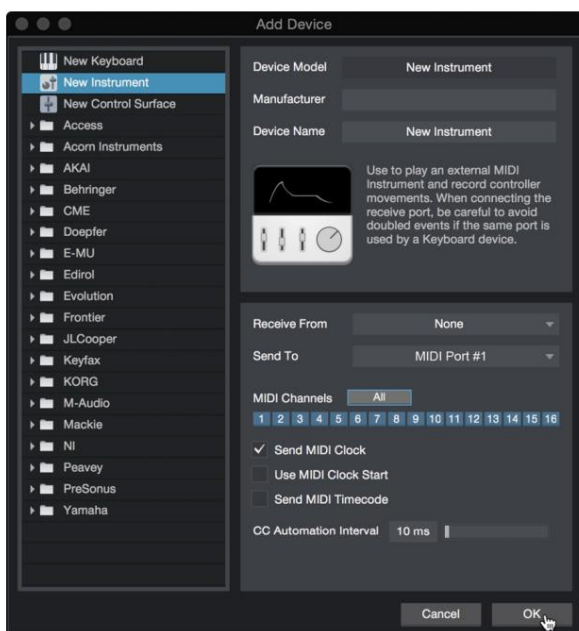 Add Device
New Keyboard
New Instrument
New Control Surface
Access
Acorn Instruments
AKAI
Behringer
CME
Doepfer
E-MU
Edirol
Evolution
Frontier
JLCooper
Keyfax
KORG
M-Audio
Mackie
NI
Peavey
PreSonus
Yamaha
Device Model New Instrument
Manufacturer
Device Name New Instrument
Use to play an external MIDI
Instrument and record controller
movements. When connecting the
receive port, be careful to avoid
doubled events if the same port is
used by a Keyboard device.
Receive From None
Send To MIDI Port #1
MIDI Channels All
1 2 3 4 5 6 7 8 9 10 11 12 13 14 15 16
Send MIDI Clock
Use MIDI Clock Start
Send MIDI Timecode
CC Automation Interval 10 ms
Cancel OK